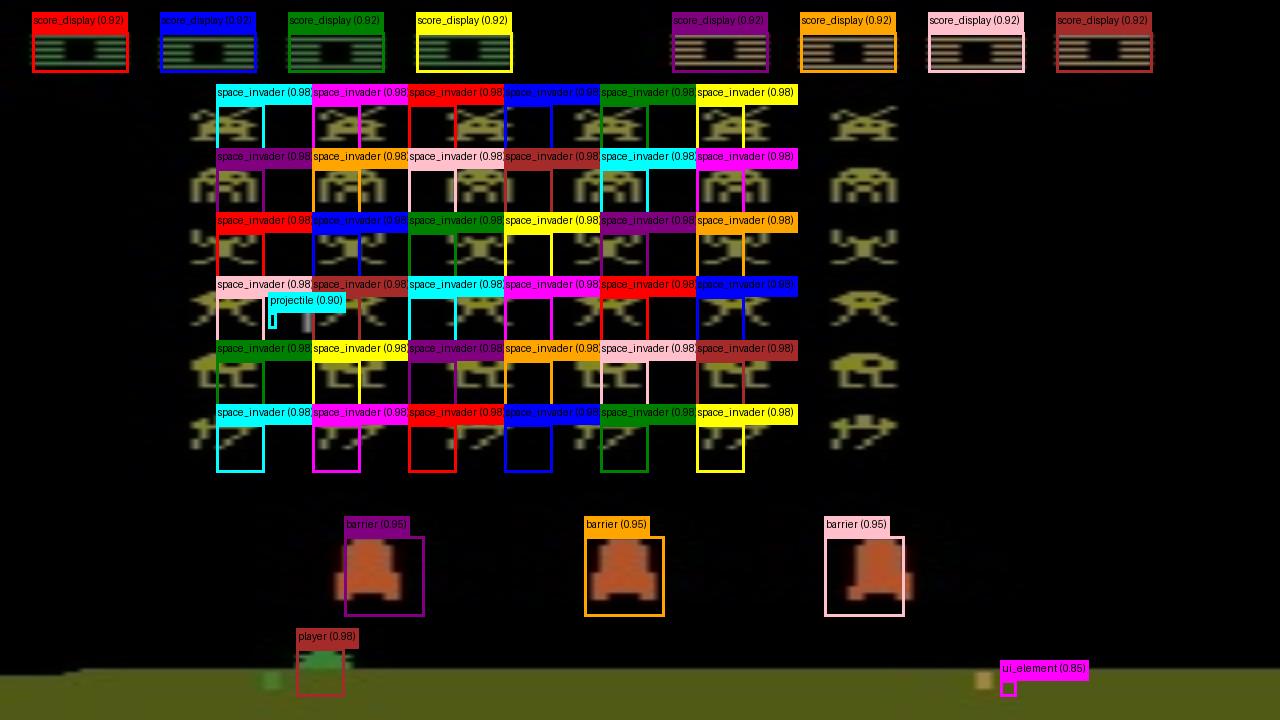 score_display (0.92) score_display (0.92) score_display (0.92) score_display (0.92) score_display (0.92) score_display (0.92) score_display (0.92) score_display (0.92)
space_invader (0.98) space_invader (0.98) space_invader (0.98) space_invader (0.98) space_invader (0.98) space_invader (0.98)
space_invader (0.98) space_invader (0.98) space_invader (0.98) space_invader (0.98) space_invader (0.98) space_invader (0.98)
space_invader (0.98) space_invader (0.98) space_invader (0.98) space_invader (0.98) space_invader (0.98) space_invader (0.98)
space_invader (0.98) space_invader (0.98) space_invader (0.98) space_invader (0.98) space_invader (0.98) space_invader (0.98)
projectile (0.90)
space_invader (0.98) space_invader (0.98) space_invader (0.98) space_invader (0.98) space_invader (0.98) space_invader (0.98)
space_invader (0.98) space_invader (0.98) space_invader (0.98) space_invader (0.98) space_invader (0.98) space_invader (0.98)
barrier (0.95) barrier (0.95) barrier (0.95)
player (0.98)
ui_element (0.85)